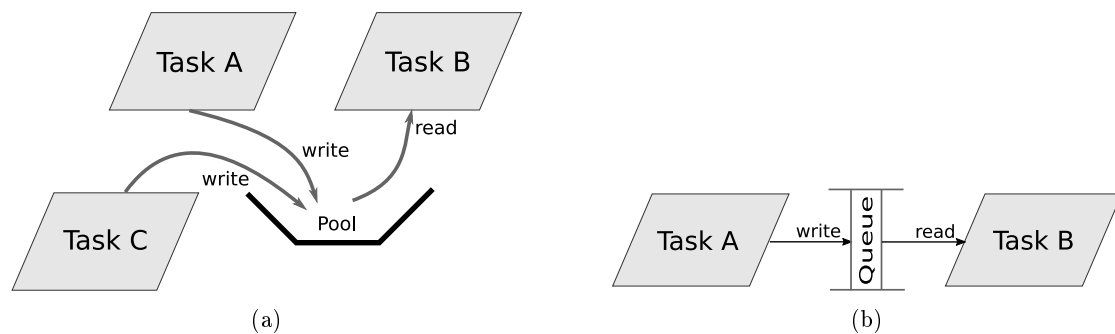 Task A
Task B
read
write
write
Task C
Pool
(a)
Task A
write
Queue
read
Task B
(b)